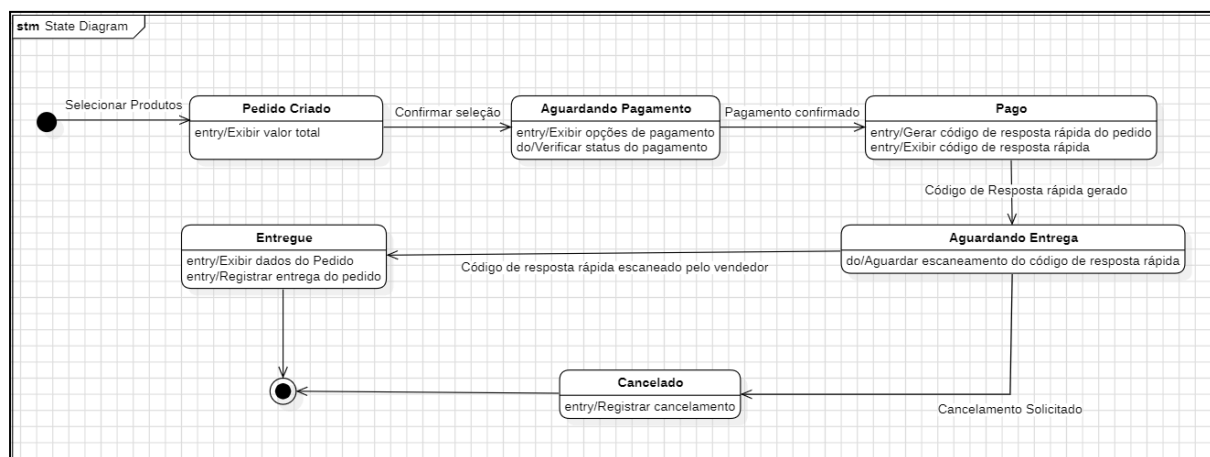 stm State Diagram
Selecionar Produtos
Pedido Criado
entry/Exibir valor total
Confirmar seleção
Aguardando Pagamento
entry/Exibir opções de pagamento
do/Verificar status do pagamento
Pagamento confirmado
Pago
entry/Gerar código de resposta rápida do pedido
entry/Exibir código de resposta rápida
Código de Resposta rápida gerado
Entregue
entry/Exibir dados do Pedido
entry/Registrar entrega do pedido
Código de resposta rápida escaneado pelo vendedor
Aguardando Entrega
do/Aguardar escaneamento do código de resposta rápida
Cancelado
entry/Registrar cancelamento
Cancelamento Solicitado